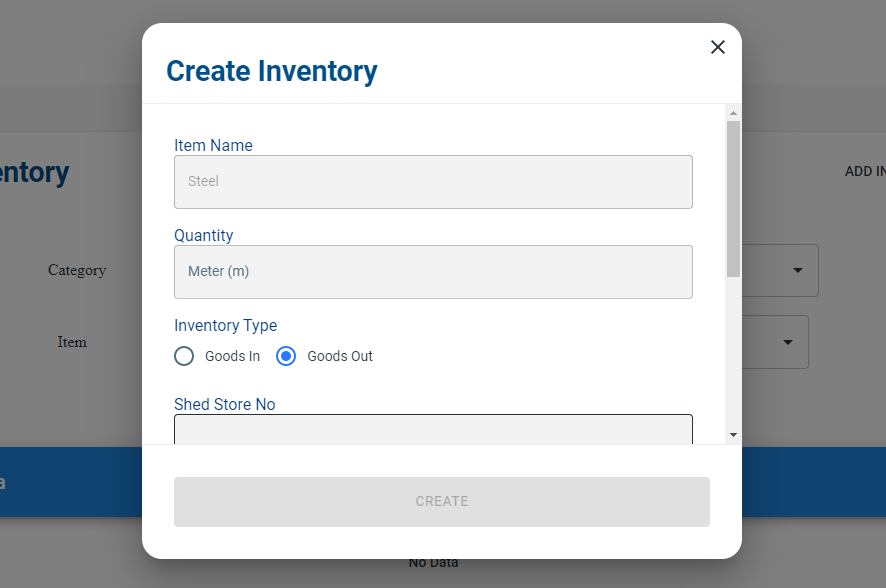 Create Inventory
entory
ADD IN
Item Name
Steel
Quantity
Meter (m)
Category
Inventory Type
Item
Goods In Goods Out
Shed Store No
a
CREATE
No Data